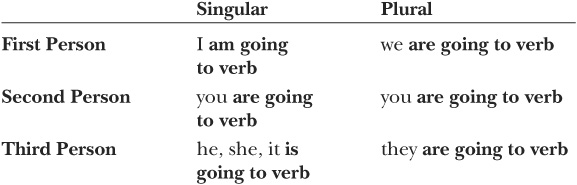 Singular Plural
First Person I am going we are going to verb
to verb
Second Person you are going you are going to verb
to verb
Third Person he, she, it is they are going to verb
going to verb